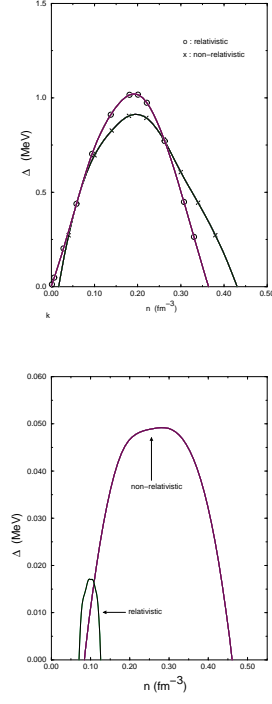 1.5
o : relativistic
x : non−relativistic
1.0
Δ (MeV)
0.5
0.0
0.00 0.10 0.20 0.30 0.40 0.50
k n (fm−3)
0.060
0.050
non−relativistic
0.040
Δ (MeV)
0.030
0.020
relativistic
0.010
0.000
0.00 0.10 0.20 0.30 0.40
n (fm−3)